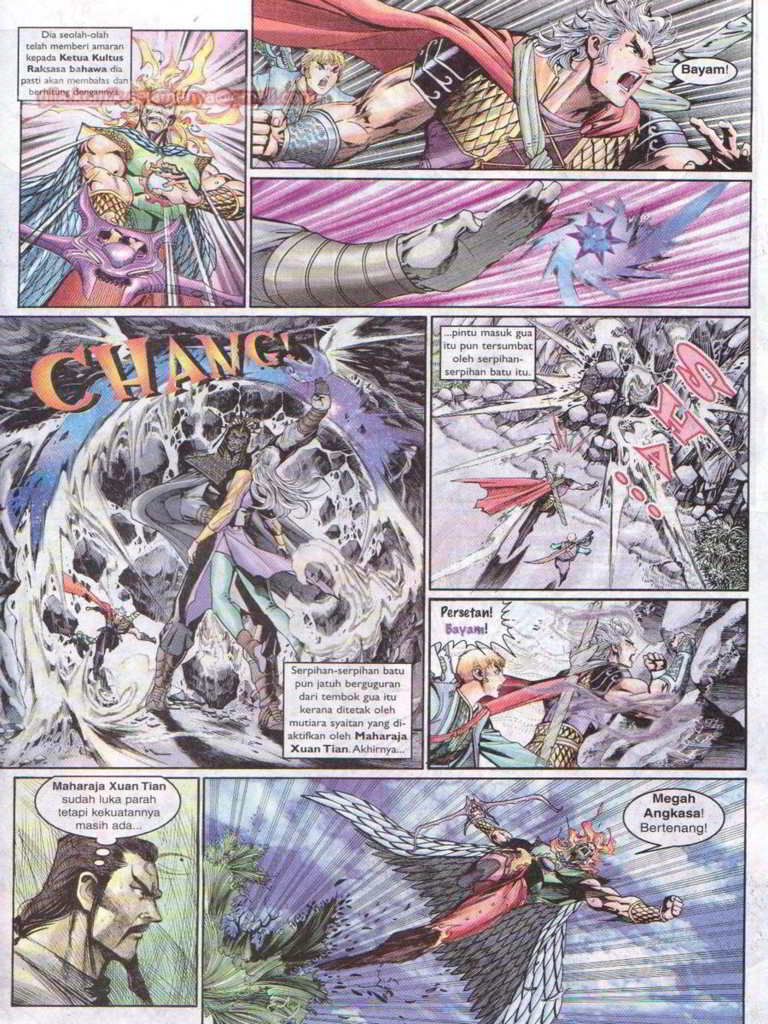 Dia seolah-olah
telah memberi amaran
kepada Ketua Kultus
Raksasa bahawa dia
pasti akan membalas dan
berhitung dengannya.
Bayam!
CHANG!
...pintu masuk gua
itu pun tersumbat
oleh serpihan-
serpihan batu itu.
SHA...
Serpihan-serpihan batu
pun jatuh berguguran
dari tembok gua itu
kerana ditetak oleh
mutiara syaitan yang di-
aktifkan oleh Maharaja
Xuan Tian. Akhirnya...
Persetan!
Bayam!
Maharaja Xuan Tian
sudah luka parah
tetapi kekuatannya
masih ada...
Megah
Angkasa!
Bertenang!